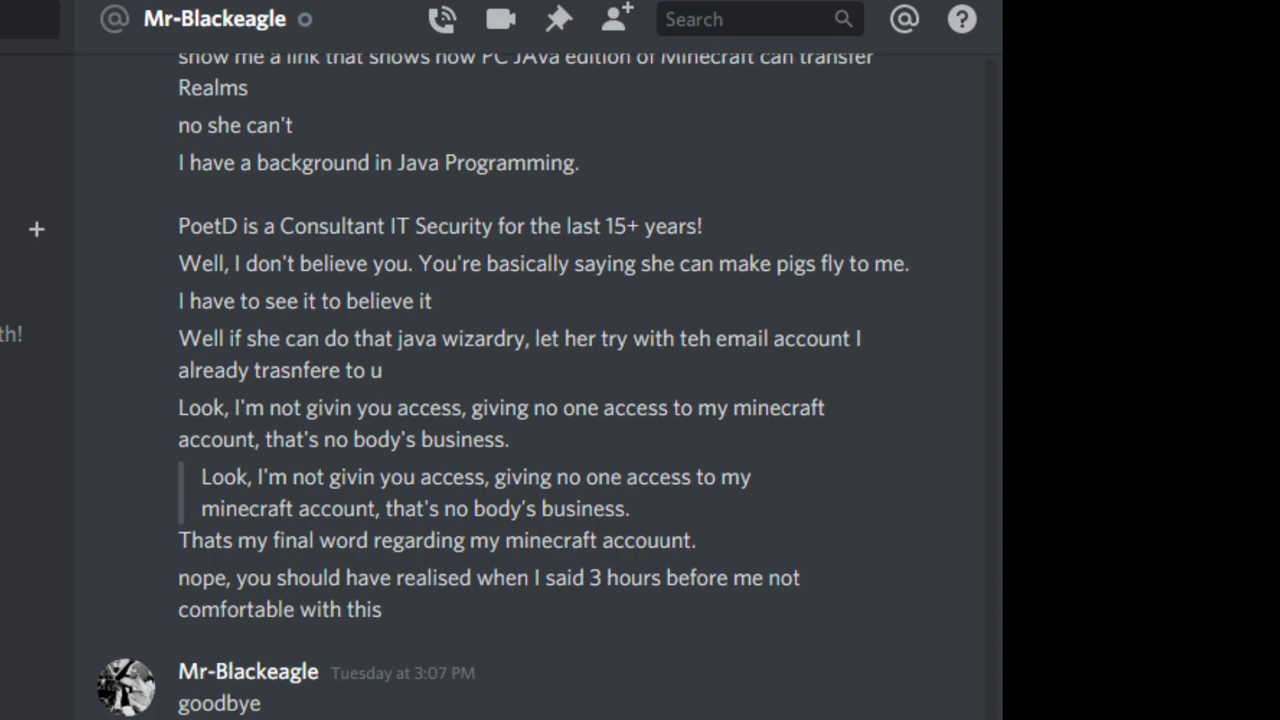 Mr-Blackeagle
Search
show me a link that shows how PC JAva edition of Minecraft can transfer
Realms
no she can't
I have a background in Java Programming.
PoetD is a Consultant IT Security for the last 15+ years!
Well, I don't believe you. You're basically saying she can make pigs fly to me.
I have to see it to believe it
th!
Well if she can do that java wizardry, let her try with teh email account I
already trasnfere to u
Look, I'm not givin you access, giving no one access to my minecraft
account, that's no body's business.
Look, I'm not givin you access, giving no one access to my
minecraft account, that's no body's business.
Thats my final word regarding my minecraft accouunt.
nope, you should have realised when I said 3 hours before me not
comfortable with this
Mr-Blackeagle Tuesday at 3:07 PM
goodbye